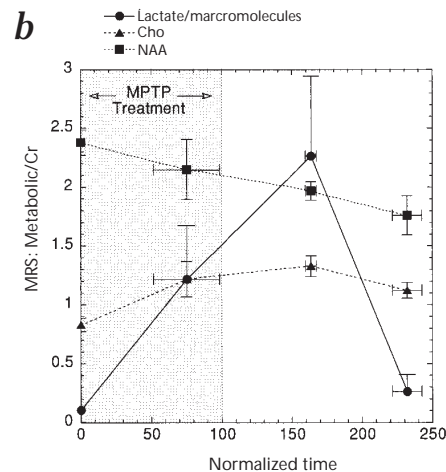 b
Lactate/marcromolecules
Cho
NAA
MPTP
Treatment
MRS: Metabolic/Cr
3
2.5
2
1.5
1
0.5
0
0 50 100 150 200 250
Normalized time